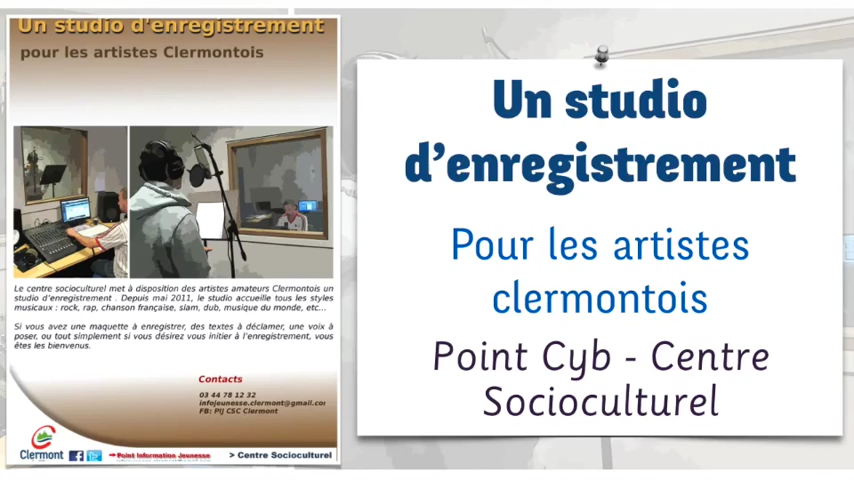 Un studio d'enregistrement
pour les artistes Clermontois
Le centre socioculturel met à disposition des artistes amateurs Clermontois un
studio d'enregistrement . Depuis mai 2011, le studio accueille tous les styles
musicaux : rock, rap, chanson française, slam, dub, musique du monde, etc...
Si vous avez une maquette à enregistrer, des textes à déclamer, une voix à
poser, ou tout simplement si vous désirez vous initier à l'enregistrement, vous
êtes les bienvenus.
Contacts
03 44 78 12 32
infojeunesse.clermont@gmail.co
FB: PIJ CSC Clermont
Clermont
Point Information Jeunesse
> Centre Socioculturel
Un studio
d'enregistrement
Pour les artistes
clermontois
Point Cyb - Centre
Socioculturel